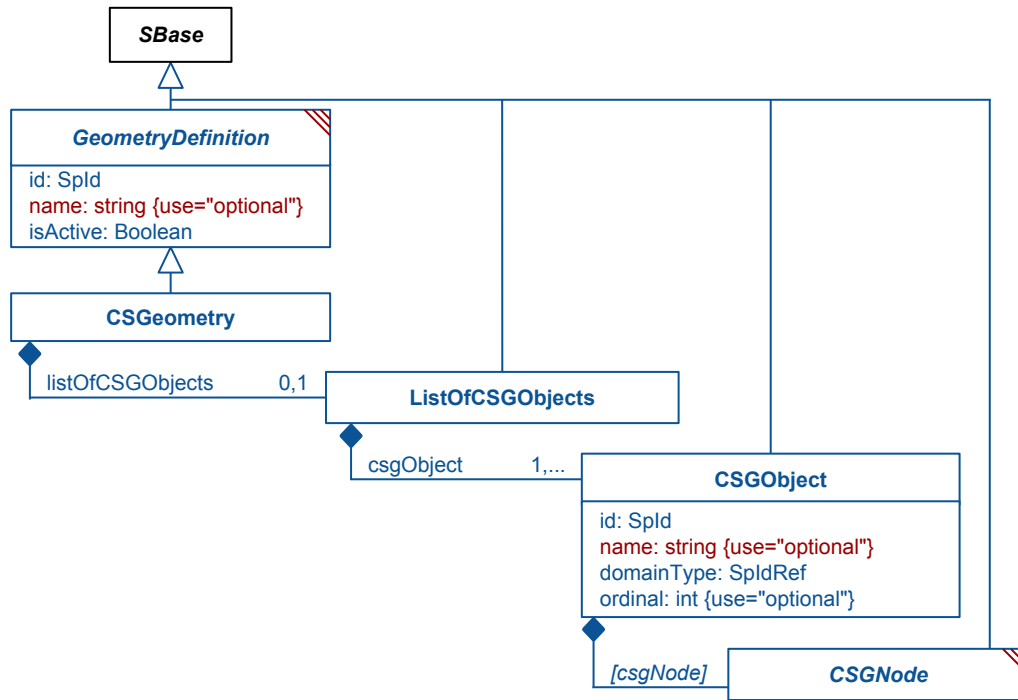 SBase
GeometryDefinition
id: SpId
name: string {use="optional"}
isActive: Boolean
CSGeometry
listOfCSGObjects 0,1
ListOfCSGObjects
csgObject 1,...
CSGObject
id: SpId
name: string {use="optional"}
domainType: SpIdRef
ordinal: int {use="optional"}
[csgNode]
CSGNode